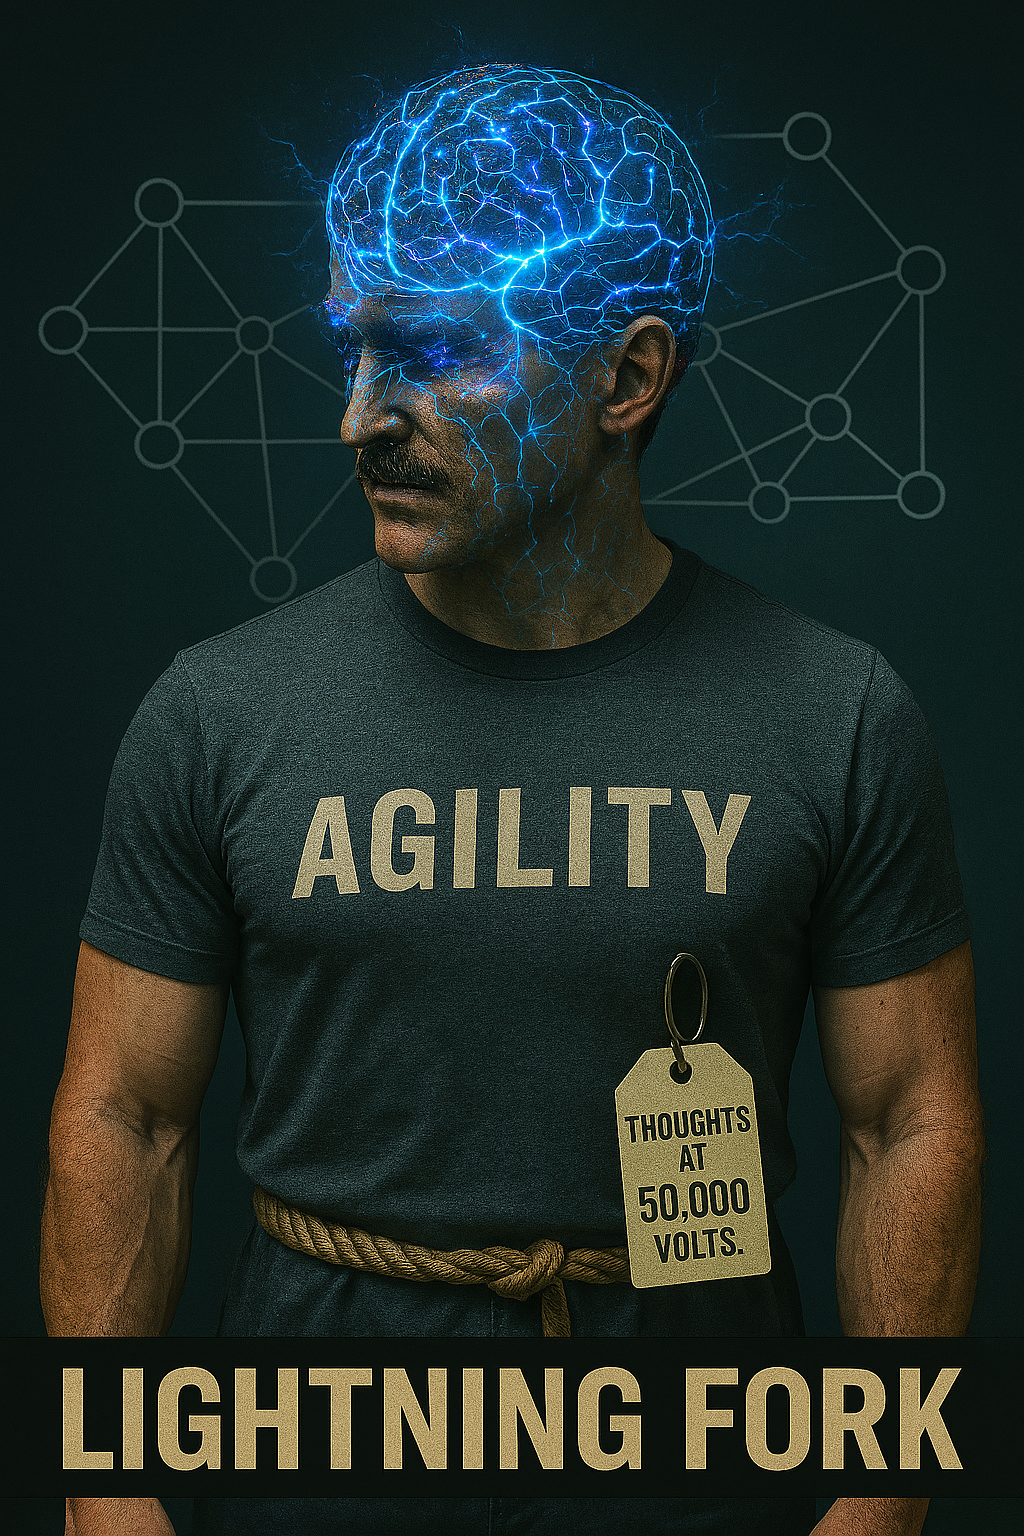 AGILITY
THOUGHTS
AT
50,000
VOLTS.
LIGHTNING FORK